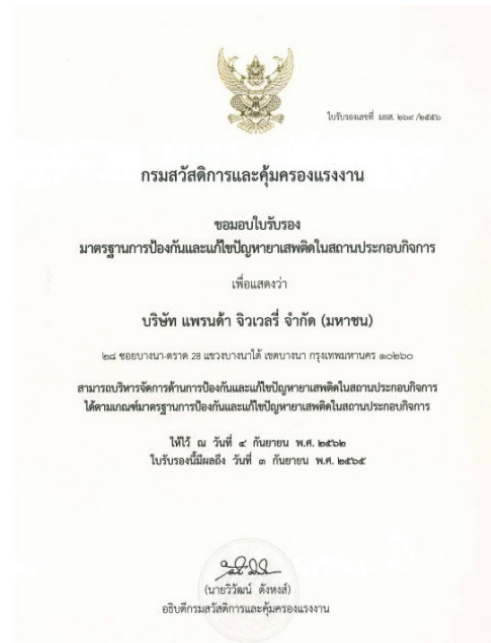 ใบรับรองเลขที่ มยส.
กรมสวัสดิการและคุ้มครองแรงงาน
ขอมอบใบรับรอง
มาตรฐานการป้องกันและแก้ไขปัญหายาเสพติดในสถานประกอบกิจการ
เพื่อแสดงว่า
บริษัท แพรนด้า จิวเวลรี่ จำกัด (มหาชน)
๒๘ ซอยบางนา-ตราด 28 แขวงบางนาใต้ เขตบางนา กรุงเทพมหานคร ๑๐๒๖๐
สามารถบริหารจัดการด้านการป้องกันและแก้ไขปัญหายาเสพติดในสถานประกอบกิจการ
ได้ตามเกณฑ์มาตรฐานการป้องกันและแก้ไขปัญหายาเสพติดในสถานประกอบกิจการ
ให้ไว้ ณ วันที่ ๔ กันยายน พ.ศ. ๒๕๖๒
ใบรับรองนี้มีผลถึง วันที่ ๓ กันยายน พ.ศ. ๒๕๖๕
(นายวิวัฒน์ ตังหงส์)
อธิบดีกรมสวัสดิการและคุ้มครองแรงงาน